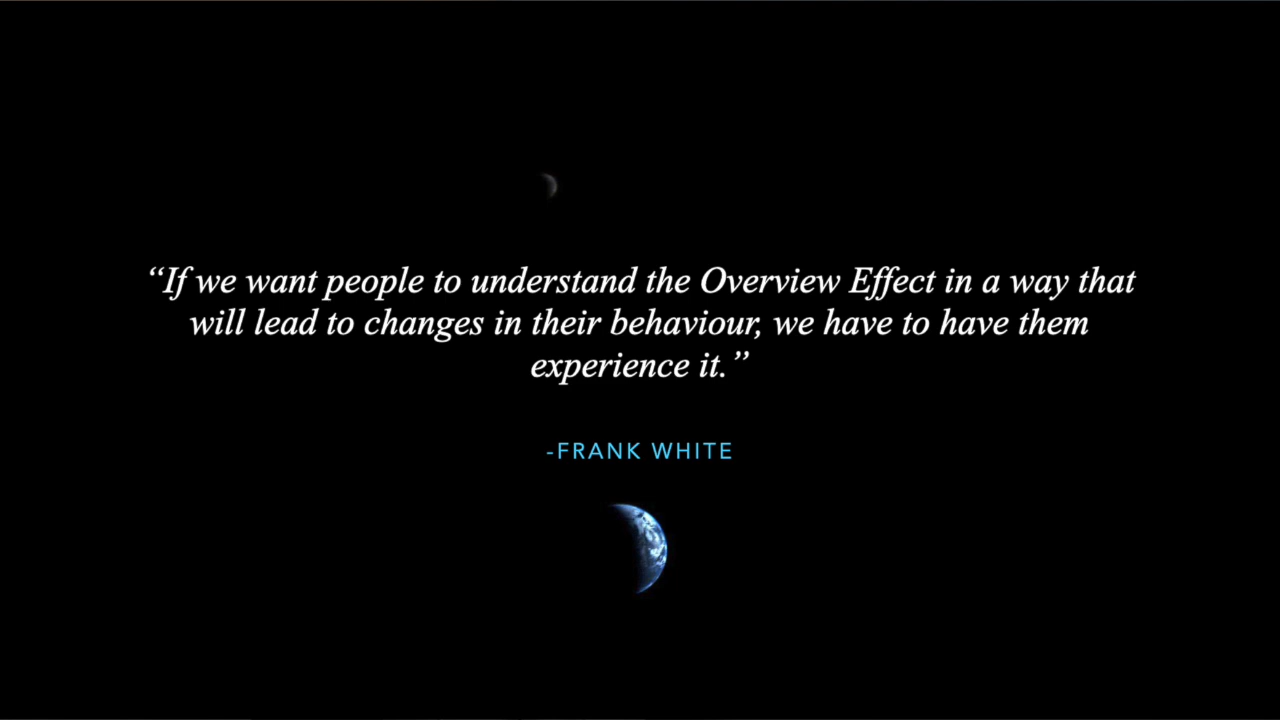 “If we want people to understand the Overview Effect in a way that
will lead to changes in their behaviour, we have to have them
experience it.”
-FRANK WHITE